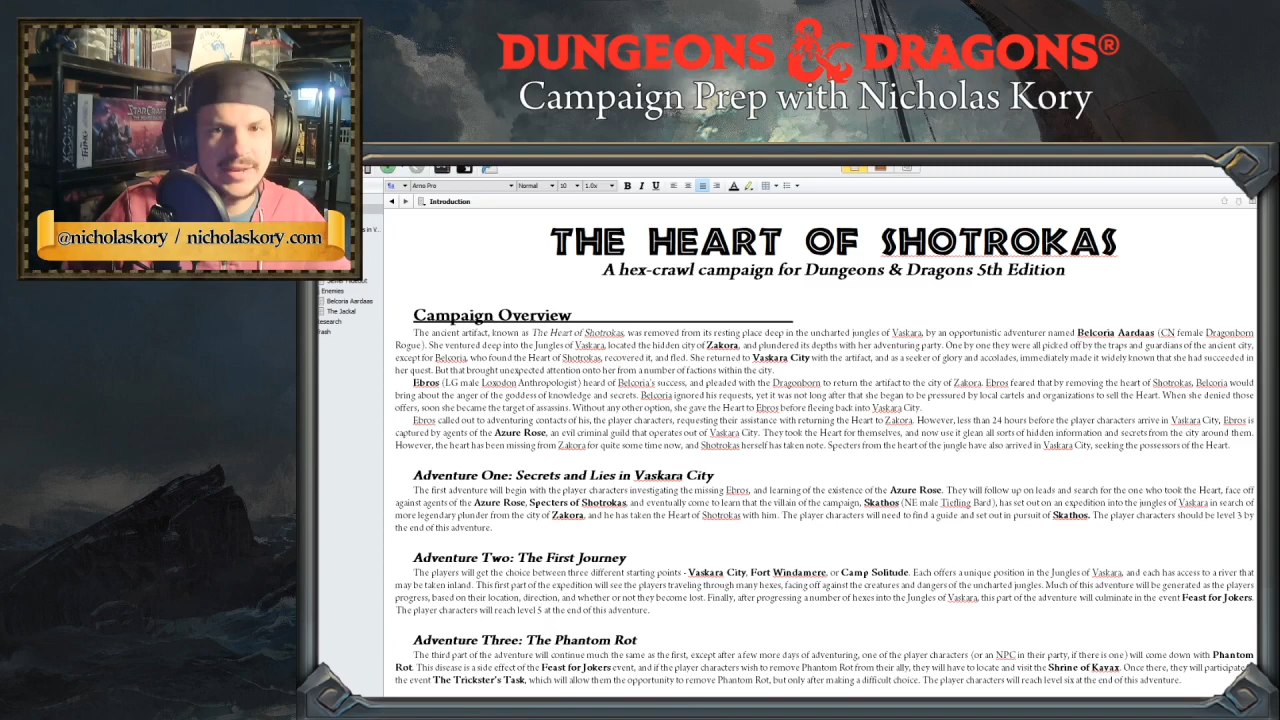 DUNGEONS & DRAGONS®
Campaign Prep with Nicholas Kory
STARCRAFT
XCOM
@nicholaskory / nicholaskory.com
Arno Pro
Normal
10
1.0x
B I U
Introduction
s in V...
Enemies
Belcoria Aardaas
The Jackal
THE HEART OF SHOTROKAS
A hex-crawl campaign for Dungeons & Dragons 5th Edition
Campaign Overview
The ancient artifact, known as The Heart of Shotrokas, was removed from its resting place deep in the uncharted jungles of Vaskara, by an opportunistic adventurer named Belcoria Aardaas (CN female Dragonborn
Rogue). She ventured deep into the Jungles of Vaskara, located the hidden city of Zakora, and plundered its depths with her adventuring party. One by one they were all picked off by the traps and guardians of the ancient city,
except for Belcoria, who found the Heart of Shotrokas, recovered it, and fled. She returned to Vaskara City with the artifact, and as a seeker of glory and accolades, immediately made it widely known that she had succeeded in
her quest. But that brought unexpected attention onto her from a number of factions within the city.
Ebros (LG male Loxodon Anthropologist) heard of Belcoria's success, and pleaded with the Dragonborn to return the artifact to the city of Zakora. Ebros feared that by removing the heart of Shotrokas, Belcoria would
bring about the anger of the goddess of knowledge and secrets. Belcoria ignored his requests, yet it was not long after that she began to be pressured by local cartels and organizations to sell the Heart. When she denied those
offers, soon she became the target of assassins. Without any other option, she gave the Heart to Ebros before fleeing back into Vaskara City.
Ebros called out to adventuring contacts of his, the player characters, requesting their assistance with returning the Heart to Zakora. However, less than 24 hours before the player characters arrive in Vaskara City, Ebros is
captured by agents of the Azure Rose, an evil criminal guild that operates out of Vaskara City. They took the Heart for themselves, and now use it glean all sorts of hidden information and secrets from the city around them.
However, the heart has been missing from Zakora for quite some time now, and Shotrokas herself has taken note. Specters from the heart of the jungle have also arrived in Vaskara City, seeking the possessors of the Heart.
Adventure One: Secrets and Lies in Vaskara City
The first adventure will begin with the player characters investigating the missing Ebros, and learning of the existence of the Azure Rose. They will follow up on leads and search for the one who took the Heart, face off
against agents of the Azure Rose, Specters of Shotrokas, and eventually come to learn that the villain of the campaign, Skathos (NE male Tiefling Bard), has set out on an expedition into the jungles of Vaskara in search of
more legendary plunder from the city of Zakora, and he has taken the Heart of Shotrokas with him. The player characters will need to find a guide and set out in pursuit of Skathos. The player characters should be level 3 by
the end of this adventure.
Adventure Two: The First Journey
The players will get the choice between three different starting points - Vaskara City, Fort Windamere, or Camp Solitude. Each offers a unique position in the Jungles of Vaskara, and each has access to a river that
may be taken inland. This first part of the expedition will see the players traveling through many hexes, facing off against the creatures and dangers of the uncharted jungles. Much of this adventure will be generated as the players
progress, based on their location, direction, and whether or not they become lost. Finally, after progressing a number of hexes into the Jungles of Vaskara, this part of the adventure will culminate in the event Feast for Jokers.
The player characters will reach level 5 at the end of this adventure.
Adventure Three: The Phantom Rot
The third part of the adventure will continue much the same as the first, except after a few more days of adventuring, one of the player characters (or an NPC in their party, if there is one) will come down with Phantom
Rot. This disease is a side effect of the Feast for Jokers event, and if the player characters wish to remove Phantom Rot from their ally, they will have to locate and visit the Shrine of Kavax. Once there, they will participate
the event The Trickster's Task, which will allow them the opportunity to remove Phantom Rot, but only after making a difficult choice. The player characters will reach level six at the end of this adventure.